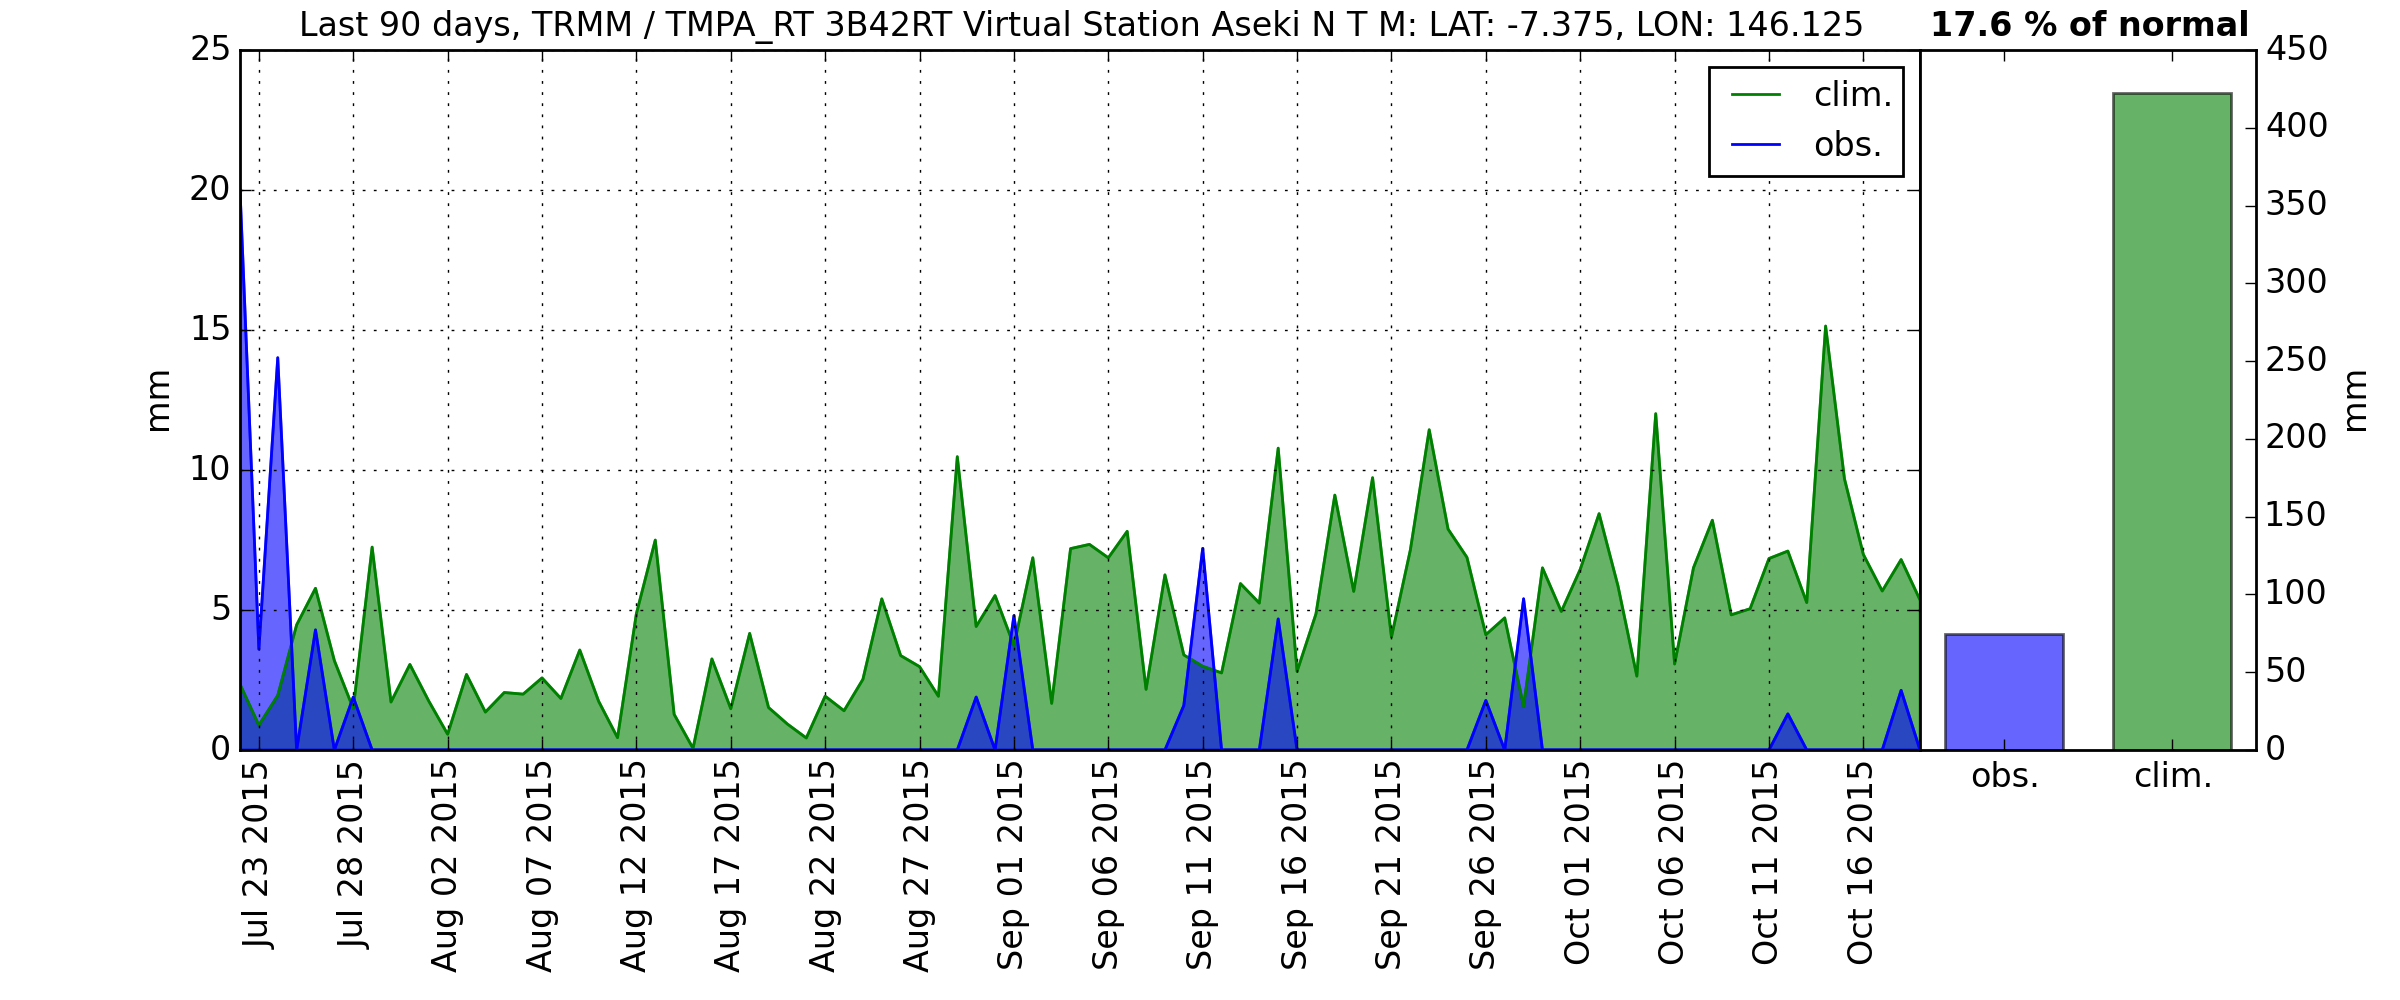 Last 90 days, TRMM / TMPA_RT 3B42RT Virtual Station Aseki N T M: LAT: -7.375, LON: 146.125
17.6 % of normal
25
20
15
10
5
0
mm
clim.
obs.
450
400
350
300
250
200
150
100
50
0
mm
Jul 23 2015
Jul 28 2015
Aug 02 2015
Aug 07 2015
Aug 12 2015
Aug 17 2015
Aug 22 2015
Aug 27 2015
Sep 01 2015
Sep 06 2015
Sep 11 2015
Sep 16 2015
Sep 21 2015
Sep 26 2015
Oct 01 2015
Oct 06 2015
Oct 11 2015
Oct 16 2015
obs.
clim.